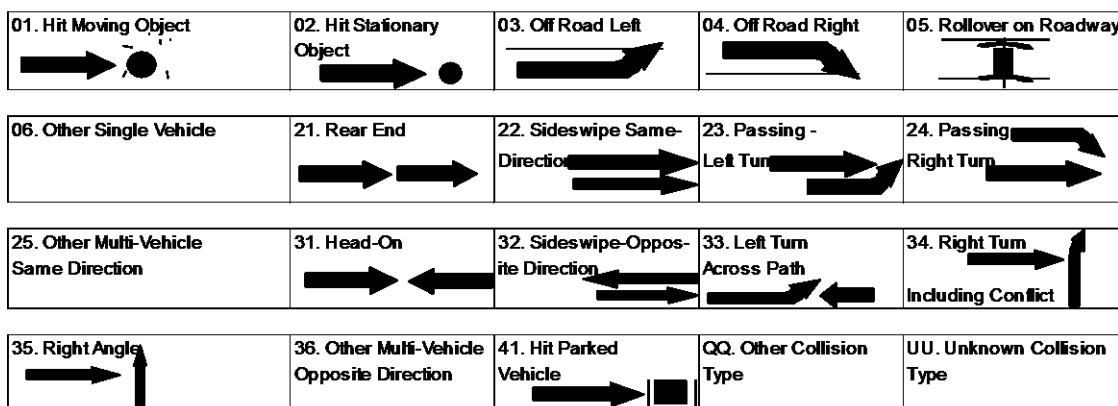 01. Hit Moving Object
02. Hit Stationary
Object
03. Off Road Left
04. Off Road Right
05. Rollover on Roadway
06. Other Single Vehicle
21. Rear End
22. Sideswipe Same-
Direction
23. Passing -
Left Turn
24. Passing
Right Turn
25. Other Multi-Vehicle
Same Direction
31. Head-On
32. Sideswipe-Oppos-
ite Direction
33. Left Turn
Across Path
34. Right Turn
Including Conflict
35. Right Angle
36. Other Multi-Vehicle
Opposite Direction
41. Hit Parked
Vehicle
QQ. Other Collision
Type
UU. Unknown Collision
Type